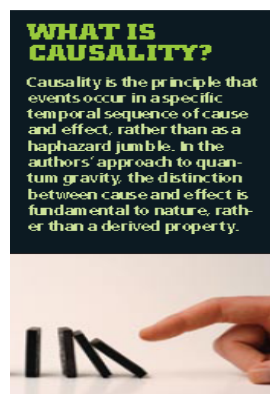 WHAT IS
CAUSALITY?
Causality is the principle that
events occur in a specific
temporal sequence of cause
and effect, rather than as a
haphazard jumble. In the
authors’ approach to quan-
tum gravity, the distinction
between cause and effect is
fundamental to nature, rath-
er than a derived property.